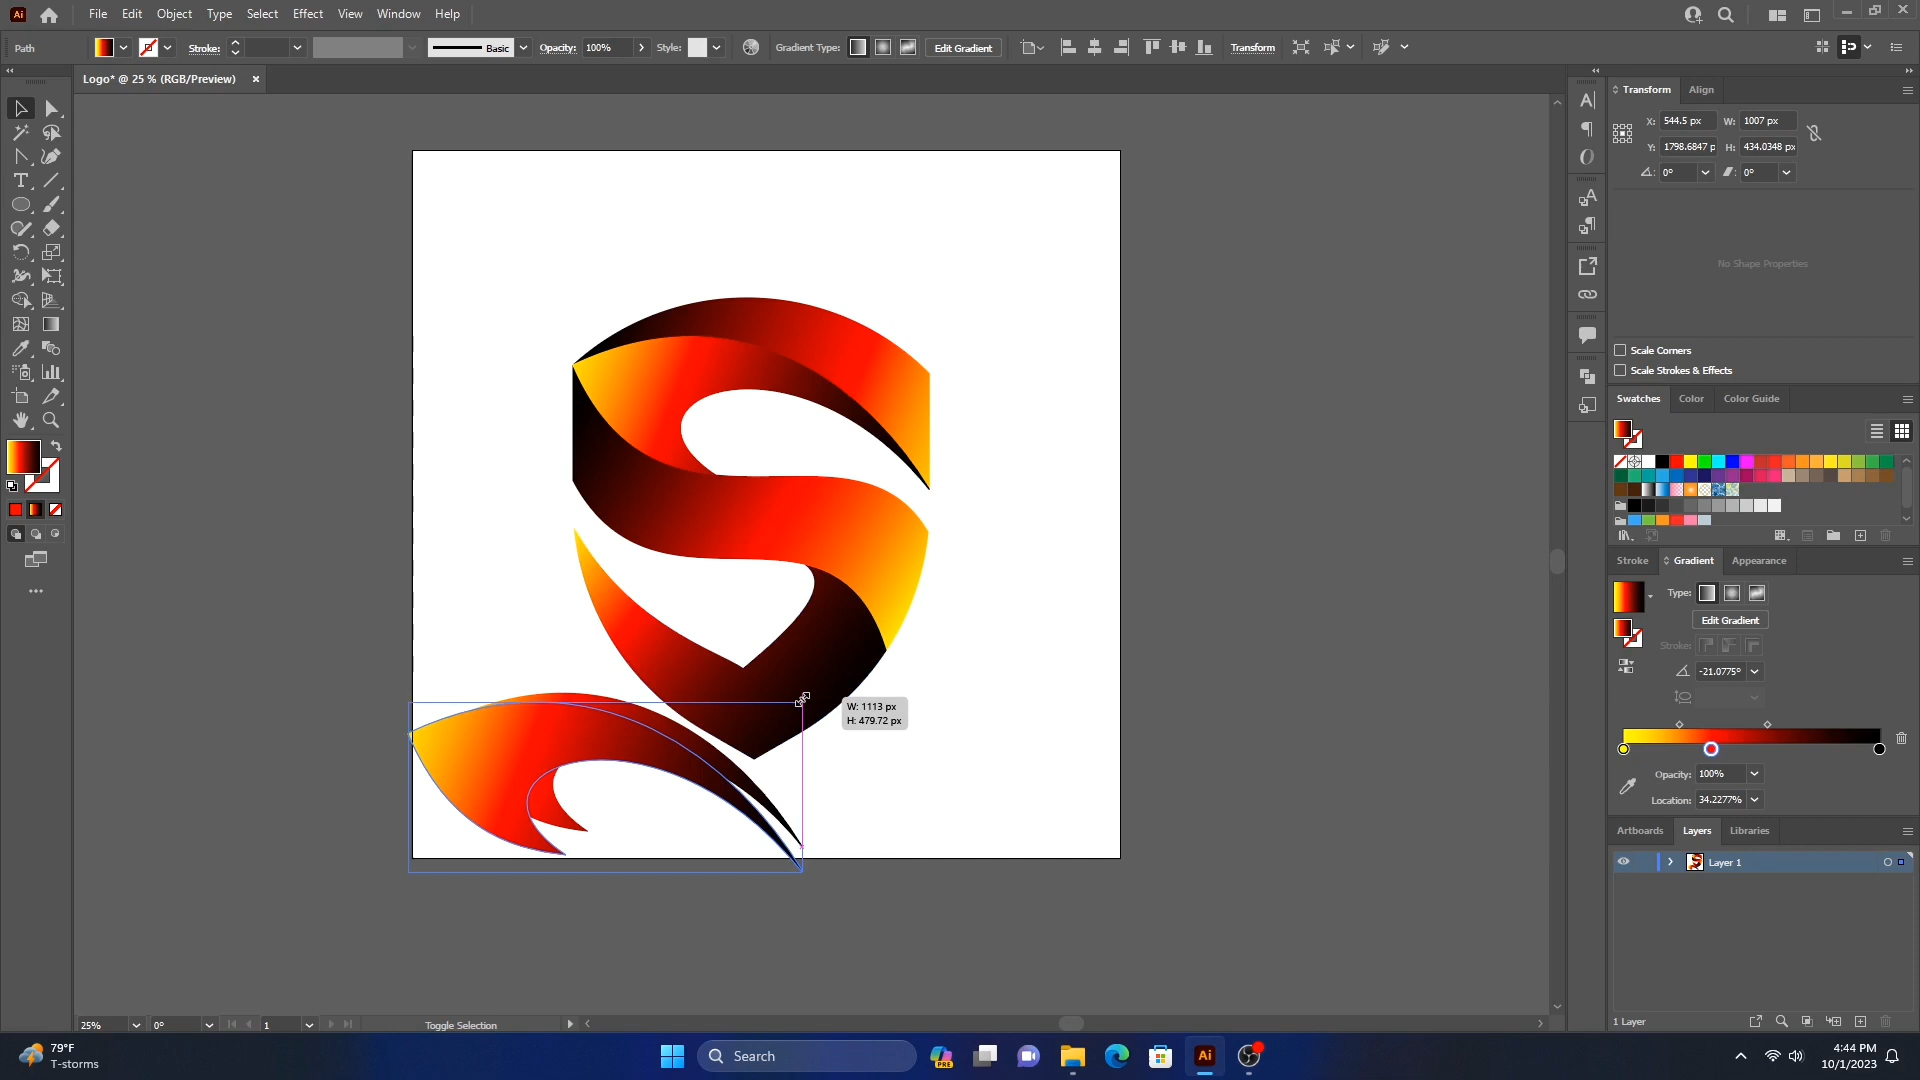 Ai File Edit Object Type Select Effect View Window Help
Path Stroke: Basic Opacity: 100% Style: Gradient Type: Edit Gradient Transform
Logo* @ 25 % (RGB/Preview) ×
Transform Align
X: 544.5 px W: 1007 px
Y: 1798.6847 p H: 434.0348 px
0° 0°
No Shape Properties
Scale Corners
Scale Strokes & Effects
Swatches Color Color Guide
Stroke Gradient Appearance
Type:
Edit Gradient
Stroke:
-21.0775°
W: 1113 px
H: 479.72 px
Opacity: 100%
Location: 34.2277%
Artboards Layers Libraries
Layer 1
1 Layer
25% 0° 1 Toggle Selection
79°F
T-storms
Search
PRE
Ai
4:44 PM
10/1/2023